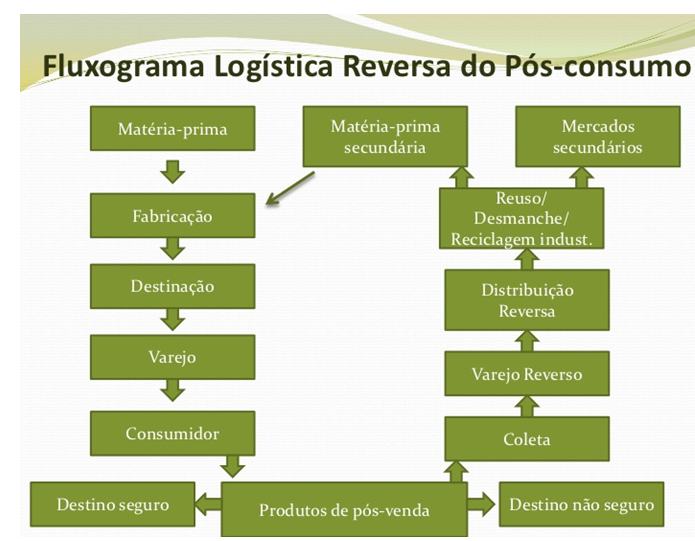 Fluxograma Logística Reversa do Pós-consumo
Matéria-prima
Matéria-prima
secundária
Mercados
secundários
Fabricação
Reuso/
Desmanche/
Reciclagem indust.
Destinação
Distribuição
Reversa
Varejo
Varejo Reverso
Consumidor
Coleta
Destino seguro
Produtos de pós-venda
Destino não seguro